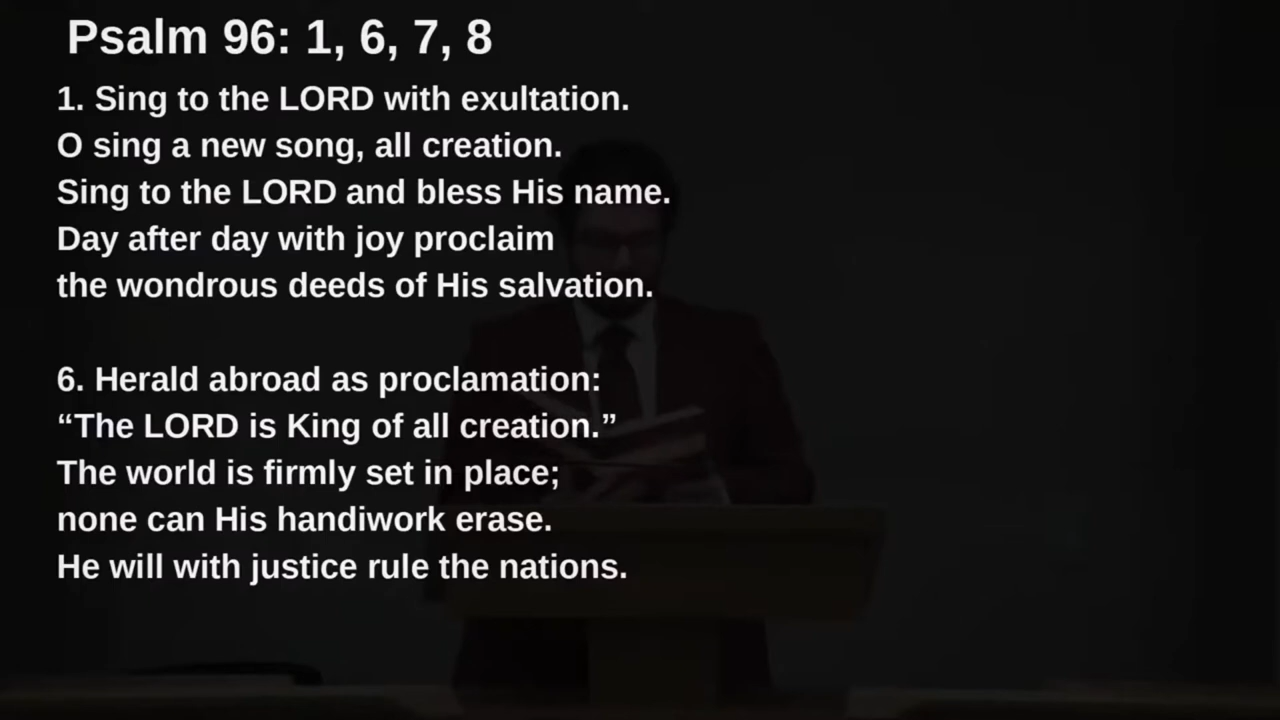 Psalm 96: 1, 6, 7, 8
1. Sing to the LORD with exultation.
O sing a new song, all creation.
Sing to the LORD and bless His name.
Day after day with joy proclaim
the wondrous deeds of His salvation.
6. Herald abroad as proclamation:
“The LORD is King of all creation.”
The world is firmly set in place;
none can His handiwork erase.
He will with justice rule the nations.